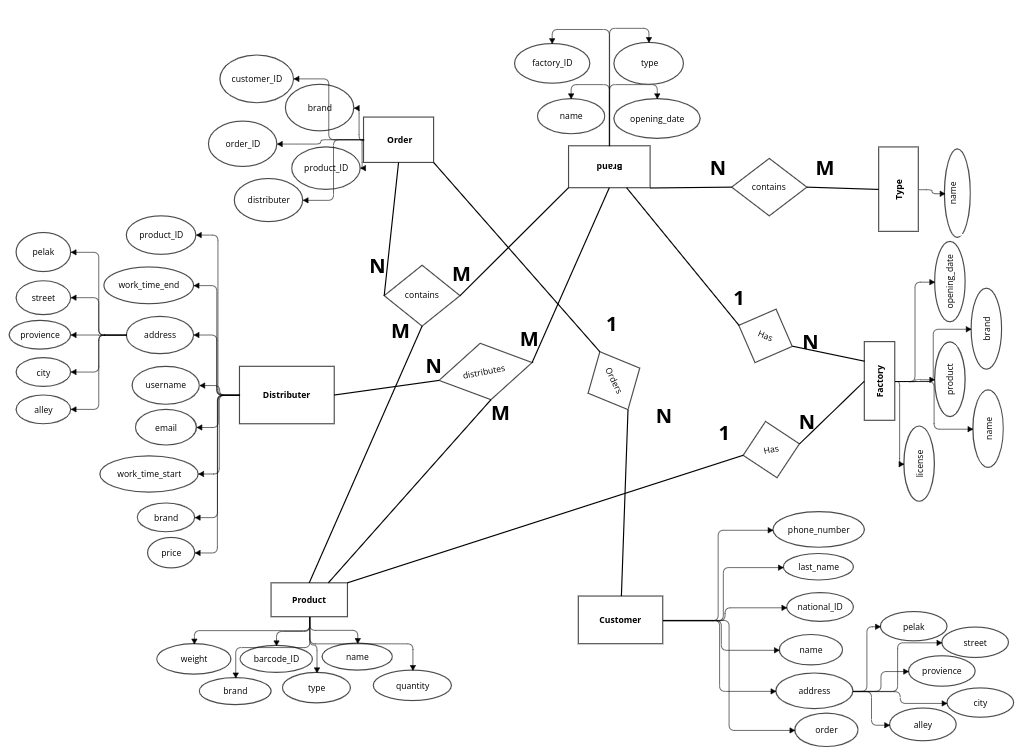 factory_ID
type
name
opening_date
Brand
customer_ID
brand
order_ID
product_ID
distributer
Order
N
contains
M
Type
name
product_ID
pelak
work_time_end
street
provience
address
city
username
alley
email
work_time_start
brand
price
Distributer
N
contains
M
M
N
distributes
M
M
1
Orders
N
1
Has
N
1
Has
N
Factory
opening_date
brand
product
name
license
Product
weight
barcode_ID
name
brand
type
quantity
Customer
phone_number
last_name
national_ID
name
address
order
pelak
street
provience
city
alley